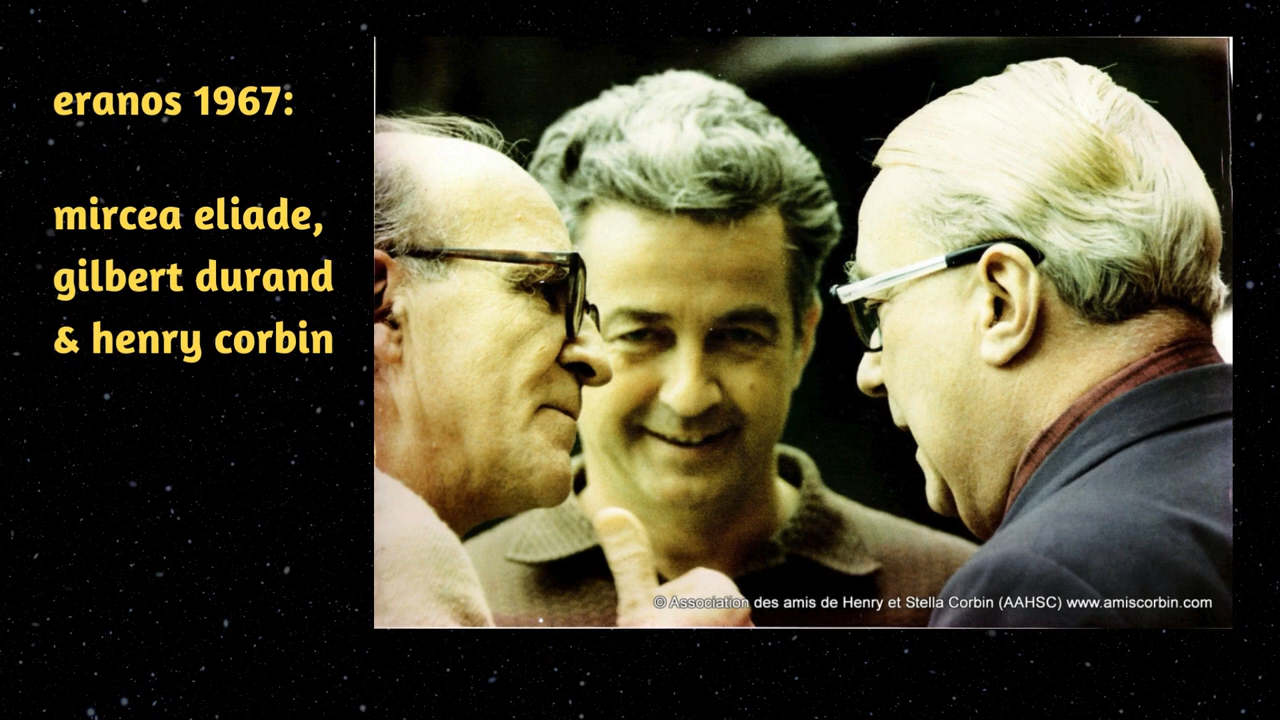 eranos 1967:
mircea eliade,
gilbert durand
& henry corbin
© Association des amis de Henry et Stella Corbin (AAHSC) www.amiscorbin.com